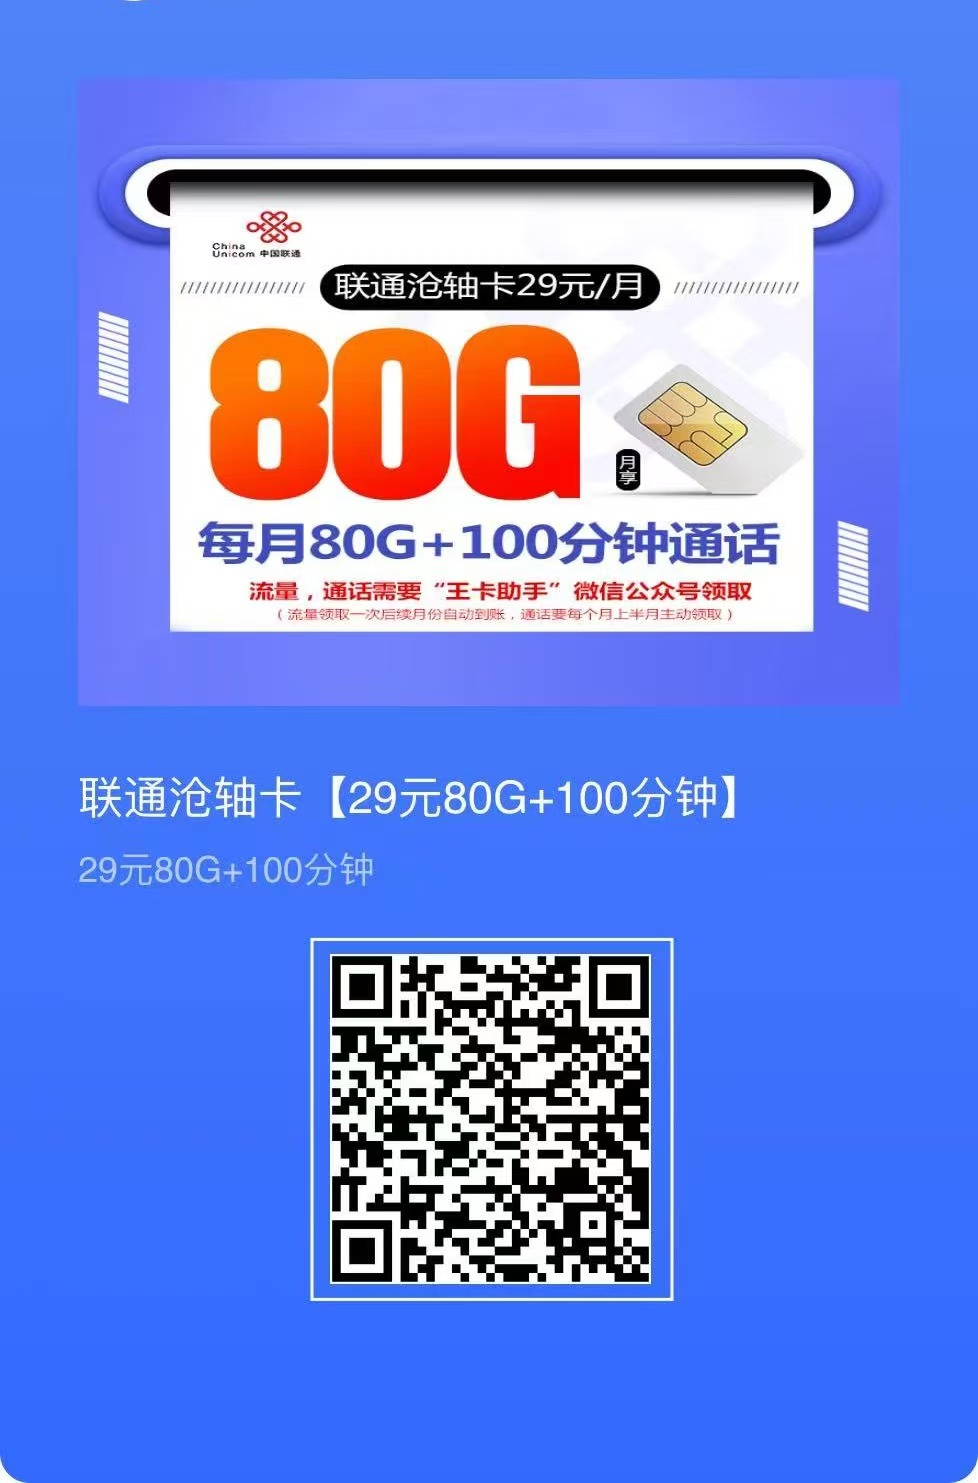 China
Unicom 中国联通
联通沧轴卡29元/月
80G
月享
每月80G+100分钟通话
流量，通话需要“王卡助手”微信公众号领取
（流量领取一次后续月份自动到账，通话要每个月上半月主动领取）
联通沧轴卡【29元80G+100分钟】
29元80G+100分钟